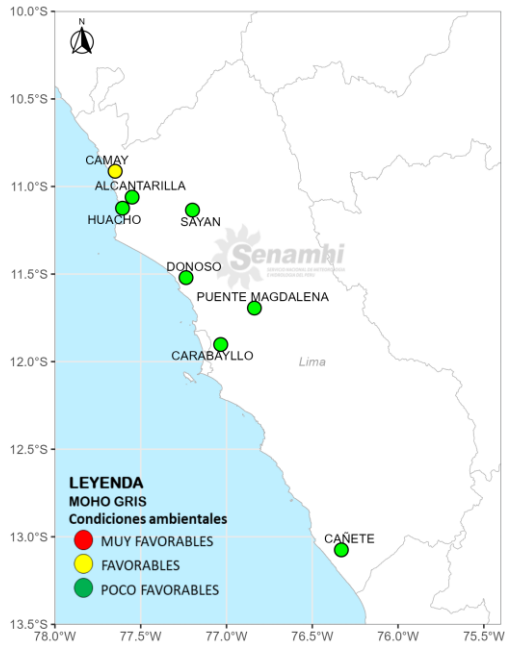 10.0°S
N
10.5°S
CAMAY
11.0°S
ALCANTARILLA
HUACHO
SAYAN
Senamhi
11.5°S
DONOSO
PUENTE MAGDALENA
CARABAYLLO
12.0°S
Lima
12.5°S
LEYENDA
MOHO GRIS
Condiciones ambientales
MUY FAVORABLES
FAVORABLES
POCO FAVORABLES
13.0°S
CAÑETE
13.5°S
78.0°W 77.5°W 77.0°W 76.5°W 76.0°W 75.5°W